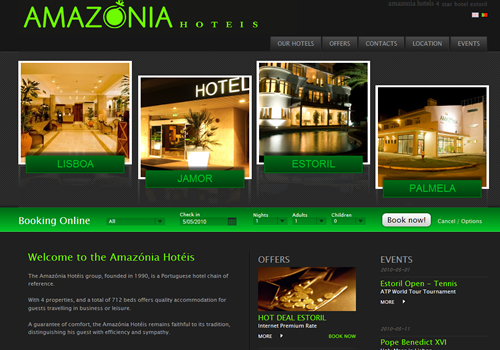 amazonia hotels 4 star hotel estoril
AMAZÓNIA HOTEIS
OUR HOTELS OFFERS CONTACTS LOCATION EVENTS
HOTEL
LISBOA
JAMOR
ESTORIL
PALMELA
Booking Online
All
Check in
5/05/2010
Nights
1
Adults
1
Children
0
Book now!
Cancel / Options
Welcome to the Amazónia Hotéis
The Amazónia Hotéis group, founded in 1990, is a Portuguese hotel chain of
reference.
With 4 properties, and a total of 712 beds offers quality accommodation for
guests travelling in business or leisure.
A guarantee of comfort, the Amazónia Hotéis remains faithful to its tradition,
distinguishing this guest with efficiency and sympathy.
OFFERS
HOT DEAL ESTORIL
Internet Premium Rate
MORE BOOK NOW
EVENTS
2010-05-01
Estoril Open - Tennis
ATP World Tour Tournament
MORE
2010-05-11
Pope Benedict XVI